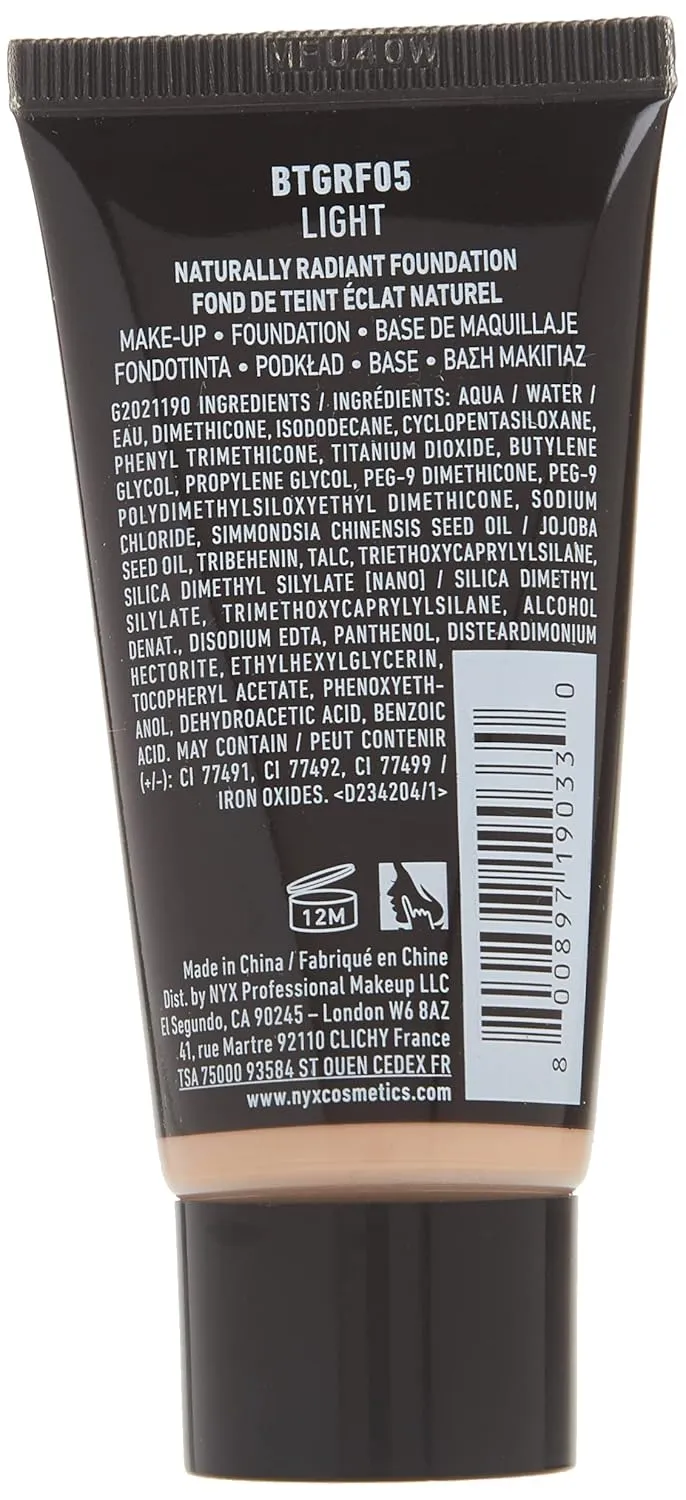 MFU40W
BTGRF05
LIGHT
NATURALLY RADIANT FOUNDATION
FOND DE TEINT ÉCLAT NATUREL
MAKE-UP • FOUNDATION • BASE DE MAQUILLAJE
FONDOTINTA • PODKŁAD • BASE • ΒΑΣΗ ΜΑΚΙΓΙΑΖ
G2021190 INGREDIENTS / INGRÉDIENTS: AQUA / WATER /
EAU, DIMETHICONE, ISODODECANE, CYCLOPENTASILOXANE,
PHENYL TRIMETHICONE, TITANIUM DIOXIDE, BUTYLENE
GLYCOL, PROPYLENE GLYCOL, PEG-9 DIMETHICONE, PEG-9
POLYDIMETHYLSILOXYETHYL DIMETHICONE, SODIUM
CHLORIDE, SIMMONDSIA CHINENSIS SEED OIL / JOJOBA
SEED OIL, TRIBEHENIN, TALC, TRIETHOXYCAPRYLYLSILANE,
SILICA DIMETHYL SILYLATE [NANO] / SILICA DIMETHYL
SILYLATE, TRIMETHOXYCAPRYLYLSILANE, ALCOHOL
DENAT., DISODIUM EDTA, PANTHENOL, DISTEARDIMONIUM
HECTORITE, ETHYLHEXYLGLYCERIN,
TOCOPHERYL ACETATE, PHENOXYETH-
ANOL, DEHYDROACETIC ACID, BENZOIC
ACID. MAY CONTAIN / PEUT CONTENIR
(+/-): CI 77491, CI 77492, CI 77499 /
IRON OXIDES. <D234204/1>
12M
Made in China / Fabriqué en Chine
Dist. by NYX Professional Makeup LLC
El Segundo, CA 90245 – London W6 8AZ
41, rue Martre 92110 CLICHY France
TSA 75000 93584 ST OUEN CEDEX FR
www.nyxcosmetics.com
8 00897 19033 0